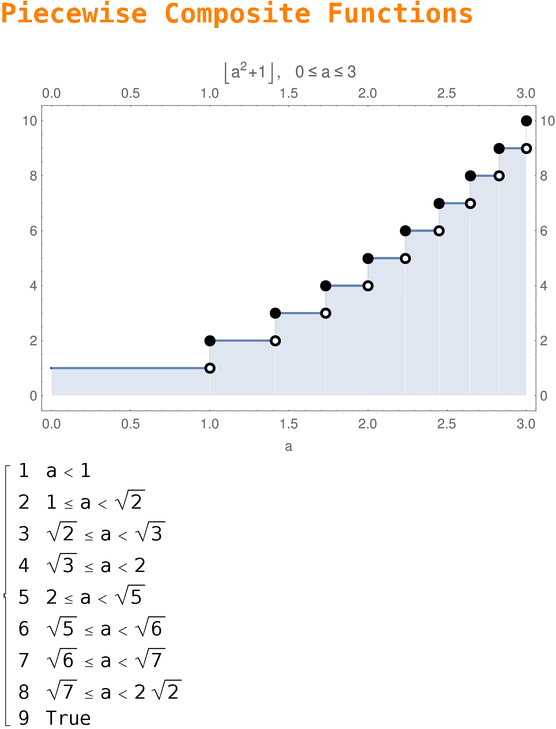 Piecewise Composite Functions
⌊a²+1⌋, 0≤a≤3
0.0 0.5 1.0 1.5 2.0 2.5 3.0
10 10
8 8
6 6
4 4
2 2
0 0
0.0 0.5 1.0 1.5 2.0 2.5 3.0
a
1 a < 1
2 1 ≤ a < √2
3 √2 ≤ a < √3
4 √3 ≤ a < 2
5 2 ≤ a < √5
6 √5 ≤ a < √6
7 √6 ≤ a < √7
8 √7 ≤ a < 2 √2
9 True